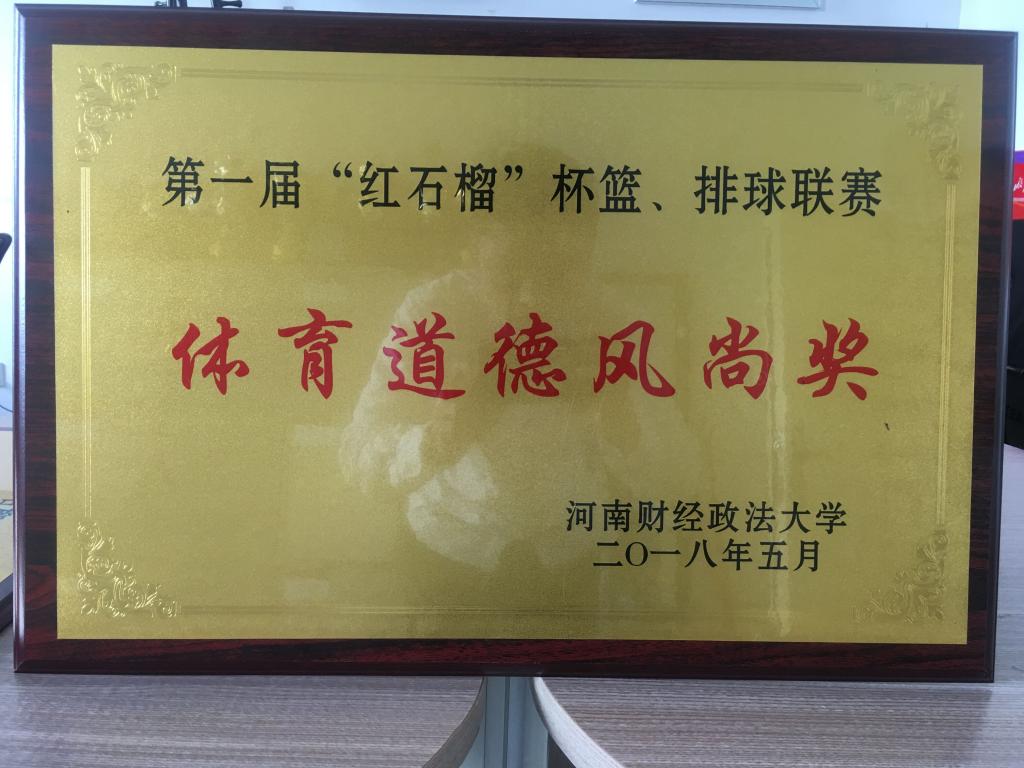 第一届“红石榴”杯篮、排球联赛
体育道德风尚奖
河南财经政法大学
二〇一八年五月